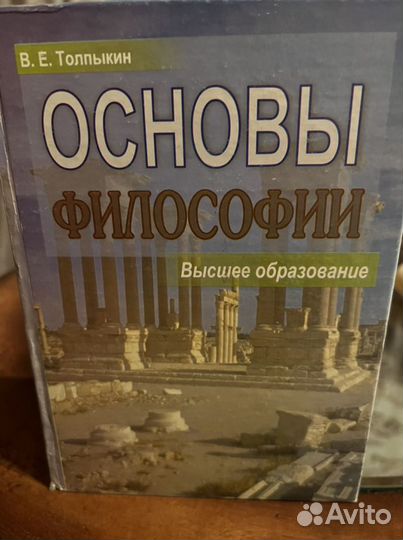 В. Е. Толпыкин
ОСНОВЫ
ФИЛОСОФИИ
Высшее образование
Avito